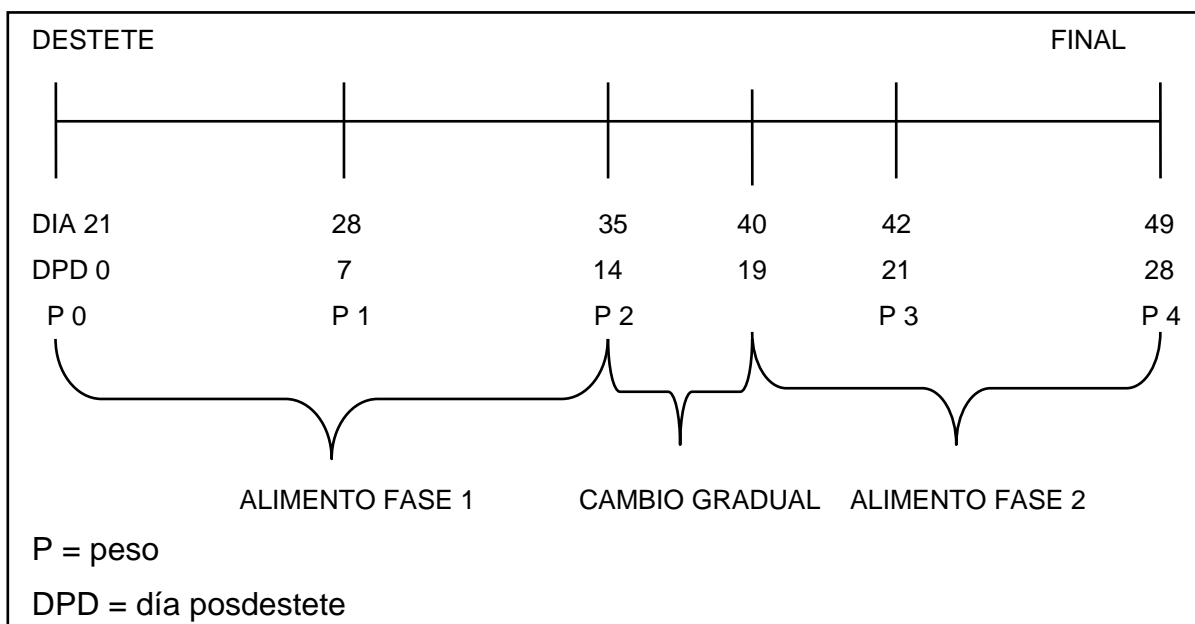 DESTETE FINAL
DIA 21 28 35 40 42 49
DPD 0 7 14 19 21 28
P 0 P 1 P 2 P 3 P 4
ALIMENTO FASE 1 CAMBIO GRADUAL ALIMENTO FASE 2
P = peso
DPD = día posdestete